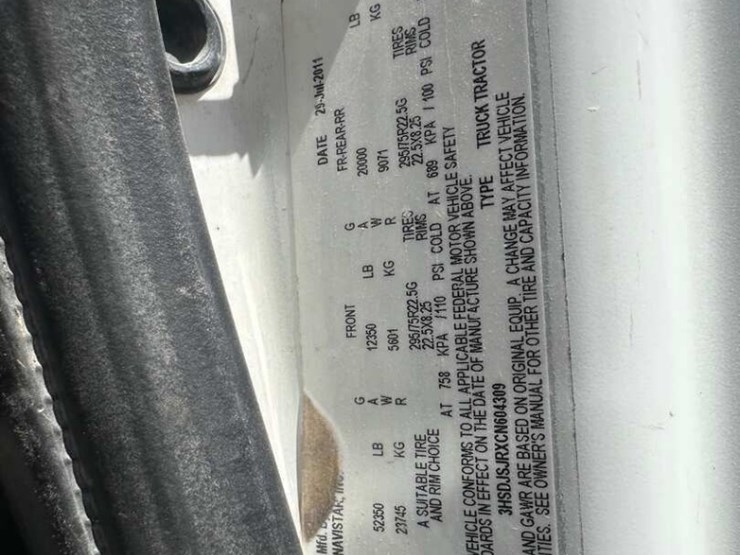 Mfd. by DATE 25-Jul-2011
NAVISTAR, INC.
FRONT FR-REAR-RR
52350 LB G A W R 12350 LB G A W R 20000 LB
23745 KG 5601 KG 9071 KG
A SUITABLE TIRE 295/75R22.5G TIRES 295/75R22.5G TIRES
AND RIM CHOICE 22.5X8.25 RIMS 22.5X8.25 RIMS
AT 758 KPA / 110 PSI COLD AT 689 KPA / 100 PSI COLD
VEHICLE CONFORMS TO ALL APPLICABLE FEDERAL MOTOR VEHICLE SAFETY
DARDS IN EFFECT ON THE DATE OF MANUFACTURE SHOWN ABOVE.
3HSDJSJRXCN604309 TYPE TRUCK TRACTOR
AND GAWR ARE BASED ON ORIGINAL EQUIP. A CHANGE MAY AFFECT VEHICLE
TIES. SEE OWNER'S MANUAL FOR OTHER TIRE AND CAPACITY INFORMATION.